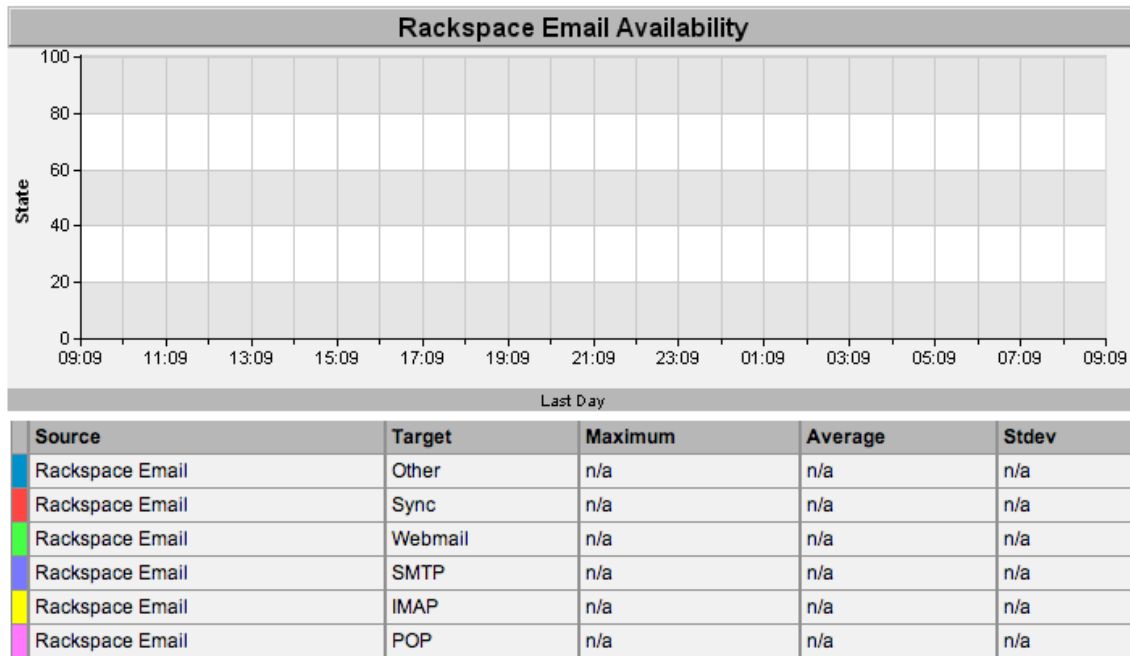 Rackspace Email Availability
State
100
80
60
40
20
0
09:09 11:09 13:09 15:09 17:09 19:09 21:09 23:09 01:09 03:09 05:09 07:09 09:09
Last Day
Source Target Maximum Average Stdev
Rackspace Email Other n/a n/a n/a
Rackspace Email Sync n/a n/a n/a
Rackspace Email Webmail n/a n/a n/a
Rackspace Email SMTP n/a n/a n/a
Rackspace Email IMAP n/a n/a n/a
Rackspace Email POP n/a n/a n/a